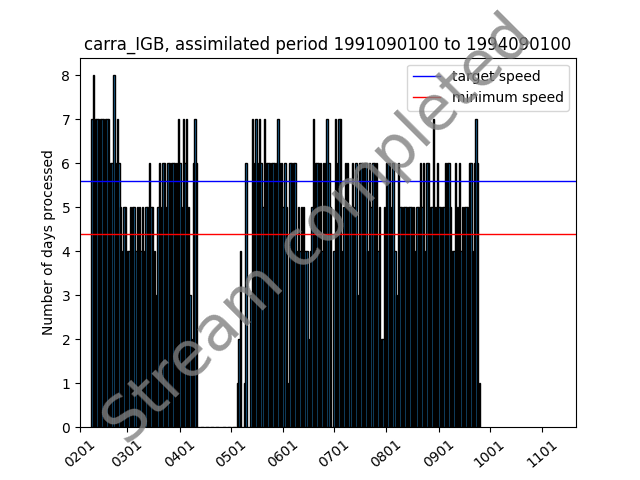 carra_IGB, assimilated period 1991090100 to 1994090100
target speed
minimum speed
Number of days processed
8
7
6
5
4
3
2
1
0
0201 0301 0401 0501 0601 0701 0801 0901 1001 1101
Stream completed